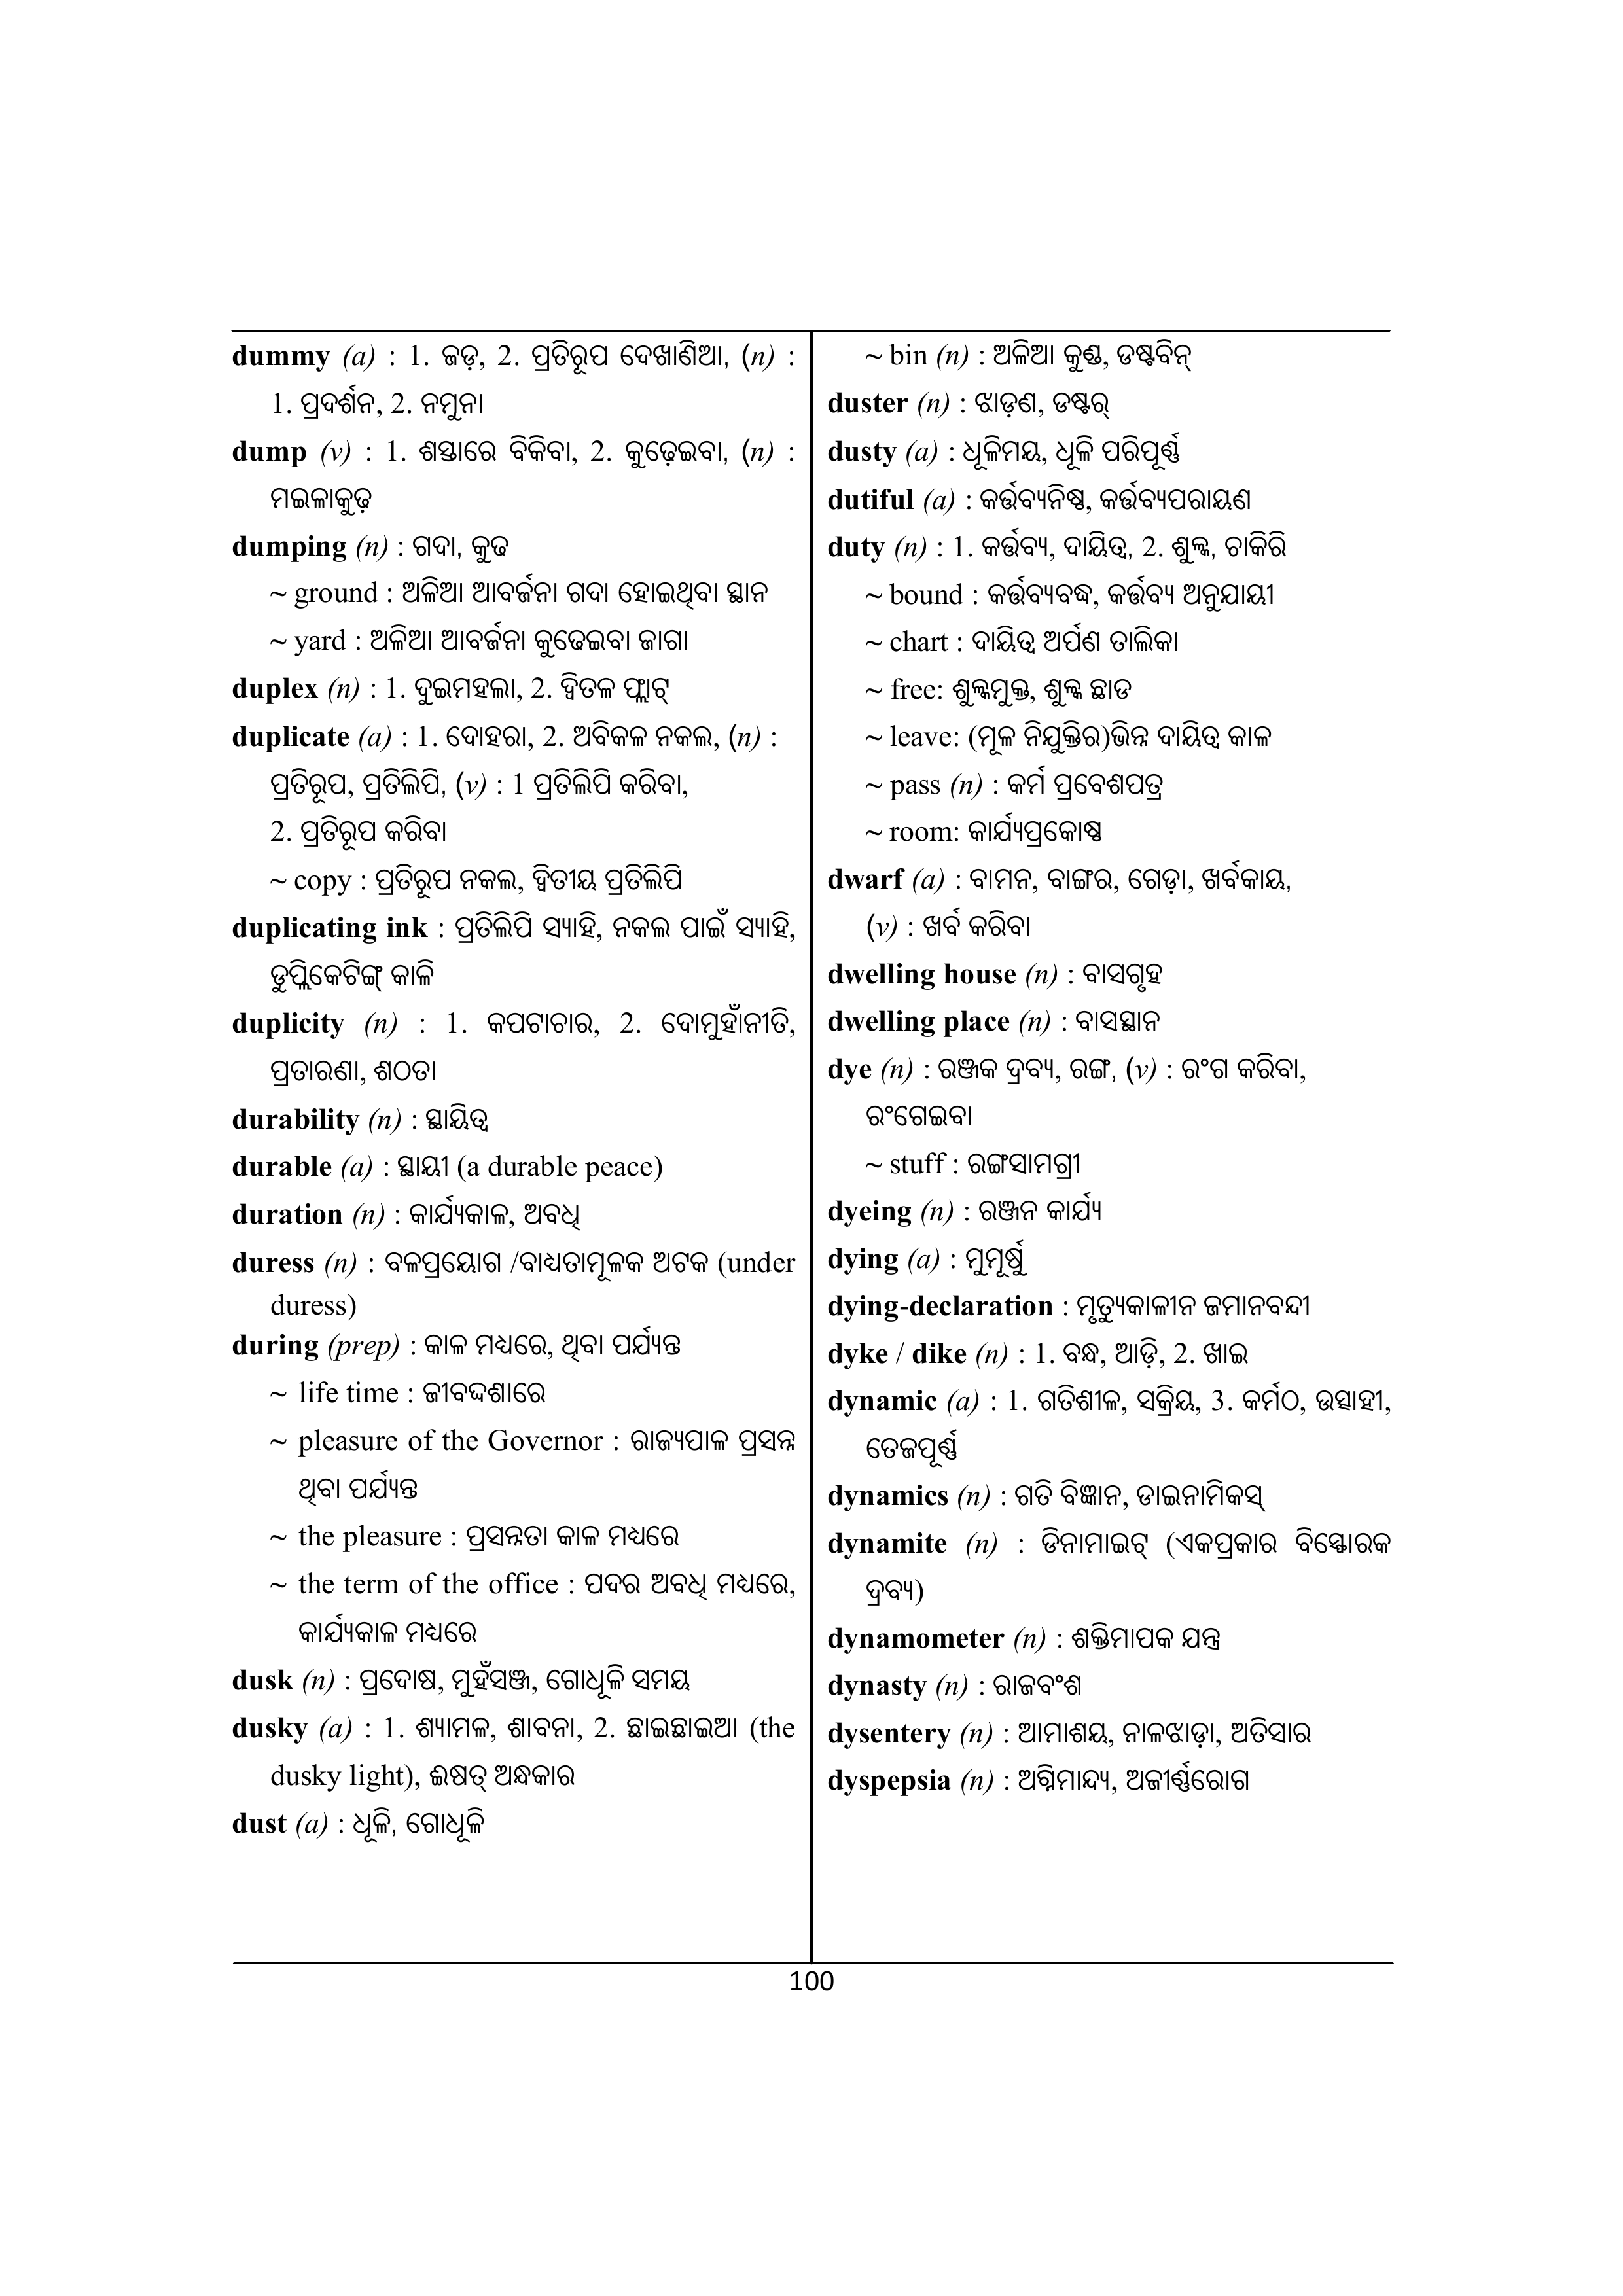 dummy (a) : 1. ଜଡ଼, 2. ପ୍ରତିରୂପ ଦେଖାଣିଆ, (n) :
1. ପ୍ରଦର୍ଶନ, 2. ନମୁନା
dump (v) : 1. ଶସ୍ତାରେ ବିକିବା, 2. କୁଢ଼େଇବା, (n) :
ମଇଳାକୁଢ଼
dumping (n) : ଗଦା, କୁଢ
~ ground : ଅଳିଆ ଆବର୍ଜନା ଗଦା ହୋଇଥିବା ସ୍ଥାନ
~ yard : ଅଳିଆ ଆବର୍ଜନା କୁଢେଇବା ଜାଗା
duplex (n) : 1. ଦୁଇମହଲା, 2. ଦ୍ୱିତଳ ଫ୍ଲାଟ୍
duplicate (a) : 1. ଦୋହରା, 2. ଅବିକଳ ନକଲ, (n) :
ପ୍ରତିରୂପ, ପ୍ରତିଲିପି, (v) : 1 ପ୍ରତିଲିପି କରିବା,
2. ପ୍ରତିରୂପ କରିବା
~ copy : ପ୍ରତିରୂପ ନକଲ, ଦ୍ୱିତୀୟ ପ୍ରତିଲିପି
duplicating ink : ପ୍ରତିଲିପି ସ୍ୟାହି, ନକଲ ପାଇଁ ସ୍ୟାହି,
ଡୁପ୍ଲିକେଟିଙ୍ଗ୍ କାଳି
duplicity (n) : 1. କପଟାଚାର, 2. ଦୋମୁହାଁନୀତି,
ପ୍ରତାରଣା, ଶଠତା
durability (n) : ସ୍ଥାୟିତ୍ୱ
durable (a) : ସ୍ଥାୟୀ (a durable peace)
duration (n) : କାର୍ଯ୍ୟକାଳ, ଅବଧି
duress (n) : ବଳପ୍ରୟୋଗ /ବାଧ୍ୟତାମୂଳକ ଅଟକ (under
duress)
during (prep) : କାଳ ମଧ୍ୟରେ, ଥିବା ପର୍ଯ୍ୟନ୍ତ
~ life time : ଜୀବଦ୍ଦଶାରେ
~ pleasure of the Governor : ରାଜ୍ୟପାଳ ପ୍ରସନ୍ନ
ଥିବା ପର୍ଯ୍ୟନ୍ତ
~ the pleasure : ପ୍ରସନ୍ନତା କାଳ ମଧ୍ୟରେ
~ the term of the office : ପଦର ଅବଧି ମଧ୍ୟରେ,
କାର୍ଯ୍ୟକାଳ ମଧ୍ୟରେ
dusk (n) : ପ୍ରଦୋଷ, ମୁହଁସଞ୍ଜ, ଗୋଧୂଳି ସମୟ
dusky (a) : 1. ଶ୍ୟାମଳ, ଶାବନା, 2. ଛାଇଛାଇଆ (the
dusky light), ଈଷତ୍ ଅନ୍ଧକାର
dust (a) : ଧୂଳି, ଗୋଧୂଳି
~ bin (n) : ଅଳିଆ କୁଣ୍ଡ, ଡଷ୍ଟବିନ୍
duster (n) : ଝାଡ଼ଣ, ଡଷ୍ଟର୍
dusty (a) : ଧୂଳିମୟ, ଧୂଳି ପରିପୂର୍ଣ୍ଣ
dutiful (a) : କର୍ତ୍ତବ୍ୟନିଷ୍ଠ, କର୍ତ୍ତବ୍ୟପରାୟଣ
duty (n) : 1. କର୍ତ୍ତବ୍ୟ, ଦାୟିତ୍ୱ, 2. ଶୁଳ୍କ, ଚାକିରି
~ bound : କର୍ତ୍ତବ୍ୟବଦ୍ଧ, କର୍ତ୍ତବ୍ୟ ଅନୁଯାୟୀ
~ chart : ଦାୟିତ୍ୱ ଅର୍ପଣ ତାଲିକା
~ free: ଶୁଳ୍କମୁକ୍ତ, ଶୁଳ୍କ ଛାଡ
~ leave: (ମୂଳ ନିଯୁକ୍ତିର)ଭିନ୍ନ ଦାୟିତ୍ୱ କାଳ
~ pass (n) : କର୍ମ ପ୍ରବେଶପତ୍ର
~ room: କାର୍ଯ୍ୟପ୍ରକୋଷ୍ଠ
dwarf (a) : ବାମନ, ବାଙ୍ଗର, ଗେଡ଼ା, ଖର୍ବକାୟ,
(v) : ଖର୍ବ କରିବା
dwelling house (n) : ବାସଗୃହ
dwelling place (n) : ବାସସ୍ଥାନ
dye (n) : ରଞ୍ଜକ ଦ୍ରବ୍ୟ, ରଙ୍ଗ, (v) : ରଂଗ କରିବା,
ରଂଗେଇବା
~ stuff : ରଙ୍ଗସାମଗ୍ରୀ
dyeing (n) : ରଞ୍ଜନ କାର୍ଯ୍ୟ
dying (a) : ମୁମୂର୍ଷୁ
dying-declaration : ମୃତ୍ୟୁକାଳୀନ ଜମାନବନ୍ଦୀ
dyke / dike (n) : 1. ବନ୍ଧ, ଆଡ଼ି, 2. ଖାଇ
dynamic (a) : 1. ଗତିଶୀଳ, ସକ୍ରିୟ, 3. କର୍ମଠ, ଉତ୍ସାହୀ,
ତେଜପୂର୍ଣ୍ଣ
dynamics (n) : ଗତି ବିଜ୍ଞାନ, ଡାଇନାମିକସ୍
dynamite (n) : ଡିନାମାଇଟ୍ (ଏକପ୍ରକାର ବିସ୍ଫୋରକ
ଦ୍ରବ୍ୟ)
dynamometer (n) : ଶକ୍ତିମାପକ ଯନ୍ତ୍ର
dynasty (n) : ରାଜବଂଶ
dysentery (n) : ଆମାଶୟ, ନାଳଝାଡ଼ା, ଅତିସାର
dyspepsia (n) : ଅଗ୍ନିମାନ୍ଦ୍ୟ, ଅଜୀର୍ଣ୍ଣରୋଗ
100